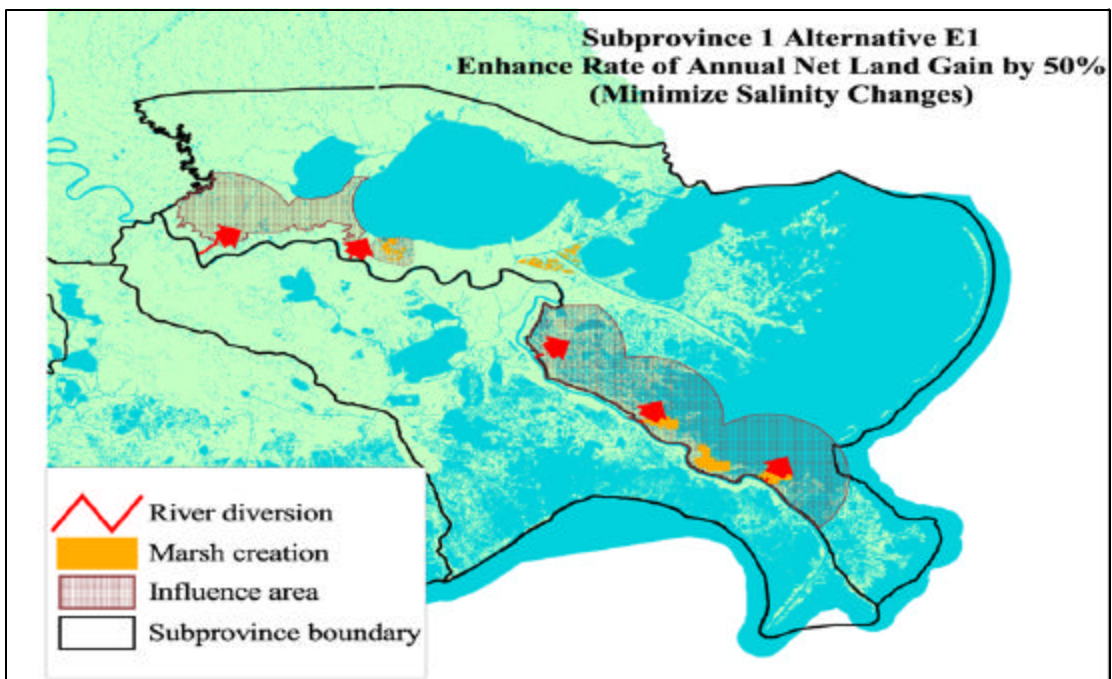 Subprovince 1 Alternative E1
Enhance Rate of Annual Net Land Gain by 50%
(Minimize Salinity Changes)
River diversion
Marsh creation
Influence area
Subprovince boundary